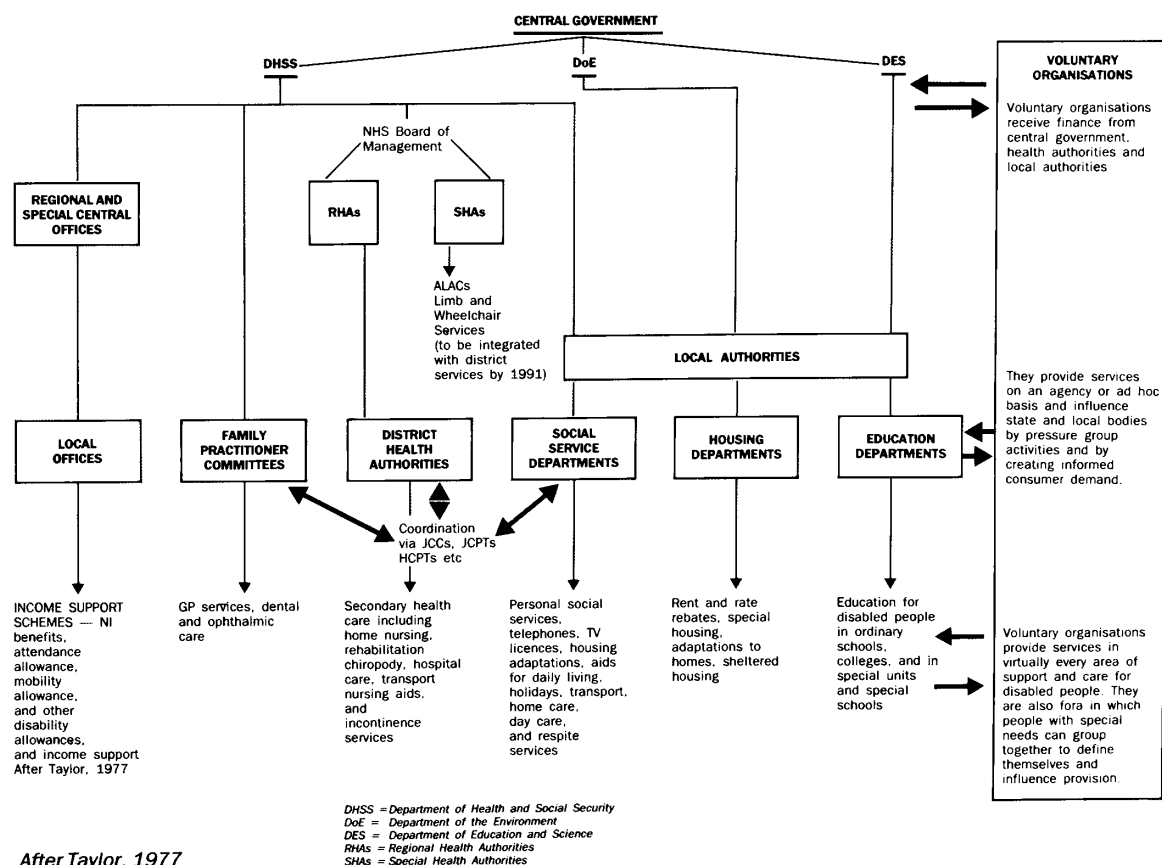 CENTRAL GOVERNMENT
DHSS
DoE
DES
NHS Board of
Management
REGIONAL AND
SPECIAL CENTRAL
OFFICES
RHAs
SHAs
ALACs
Limb and
Wheelchair
Services
(to be integrated
with district
services by 1991)
LOCAL AUTHORITIES
LOCAL
OFFICES
FAMILY
PRACTITIONER
COMMITTEES
DISTRICT
HEALTH
AUTHORITIES
SOCIAL
SERVICE
DEPARTMENTS
HOUSING
DEPARTMENTS
EDUCATION
DEPARTMENTS
Coordination
via JCCs, JCPTs
HCPTs etc
INCOME SUPPORT
SCHEMES — NI
benefits,
attendance
allowance,
mobility
allowance,
and other
disability
allowances,
and income support
After Taylor, 1977
GP services, dental
and ophthalmic
care
Secondary health
care including
home nursing,
rehabilitation
chiropody, hospital
care, transport
nursing aids,
and
incontinence
services
Personal social
services,
telephones, TV
licences, housing
adaptations, aids
for daily living,
holidays, transport,
home care,
day care,
and respite
services
Rent and rate
rebates, special
housing,
adaptations to
homes, sheltered
housing
Education for
disabled people
in ordinary
schools,
colleges, and in
special units
and special
schools
VOLUNTARY
ORGANISATIONS
Voluntary organisations
receive finance from
central government,
health authorities and
local authorities
They provide services
on an agency or ad hoc
basis and influence
state and local bodies
by pressure group
activities and by
creating informed
consumer demand.
Voluntary organisations
provide services in
virtually every area of
support and care for
disabled people. They
are also fora in which
people with special
needs can group
together to define
themselves and
influence provision.
DHSS = Department of Health and Social Security
DoE = Department of the Environment
DES = Department of Education and Science
RHAs = Regional Health Authorities
SHAs = Special Health Authorities
After Taylor, 1977